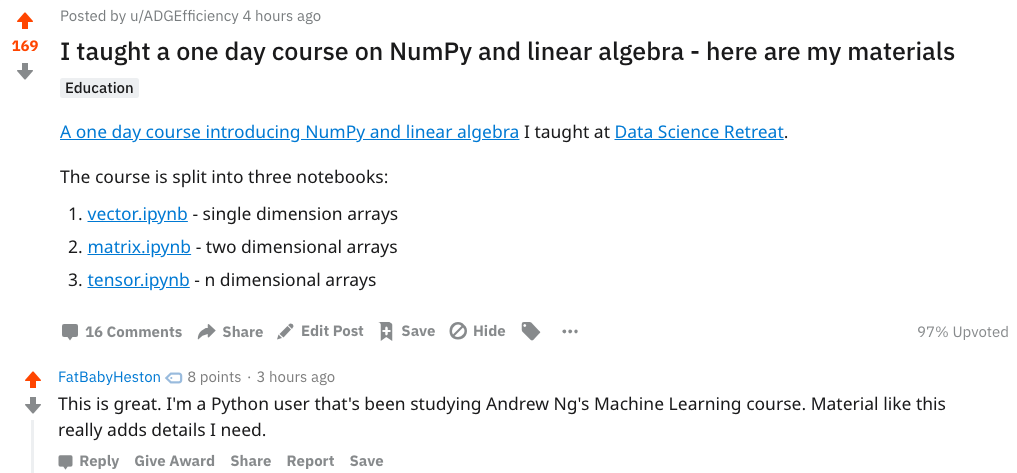 Posted by u/ADGEfficiency 4 hours ago
169
I taught a one day course on NumPy and linear algebra - here are my materials
Education
A one day course introducing NumPy and linear algebra I taught at Data Science Retreat.
The course is split into three notebooks:
1. vector.ipynb - single dimension arrays
2. matrix.ipynb - two dimensional arrays
3. tensor.ipynb - n dimensional arrays
16 Comments Share Edit Post Save Hide ... 97% Upvoted
FatBabyHeston 8 points · 3 hours ago
This is great. I'm a Python user that's been studying Andrew Ng's Machine Learning course. Material like this
really adds details I need.
Reply Give Award Share Report Save